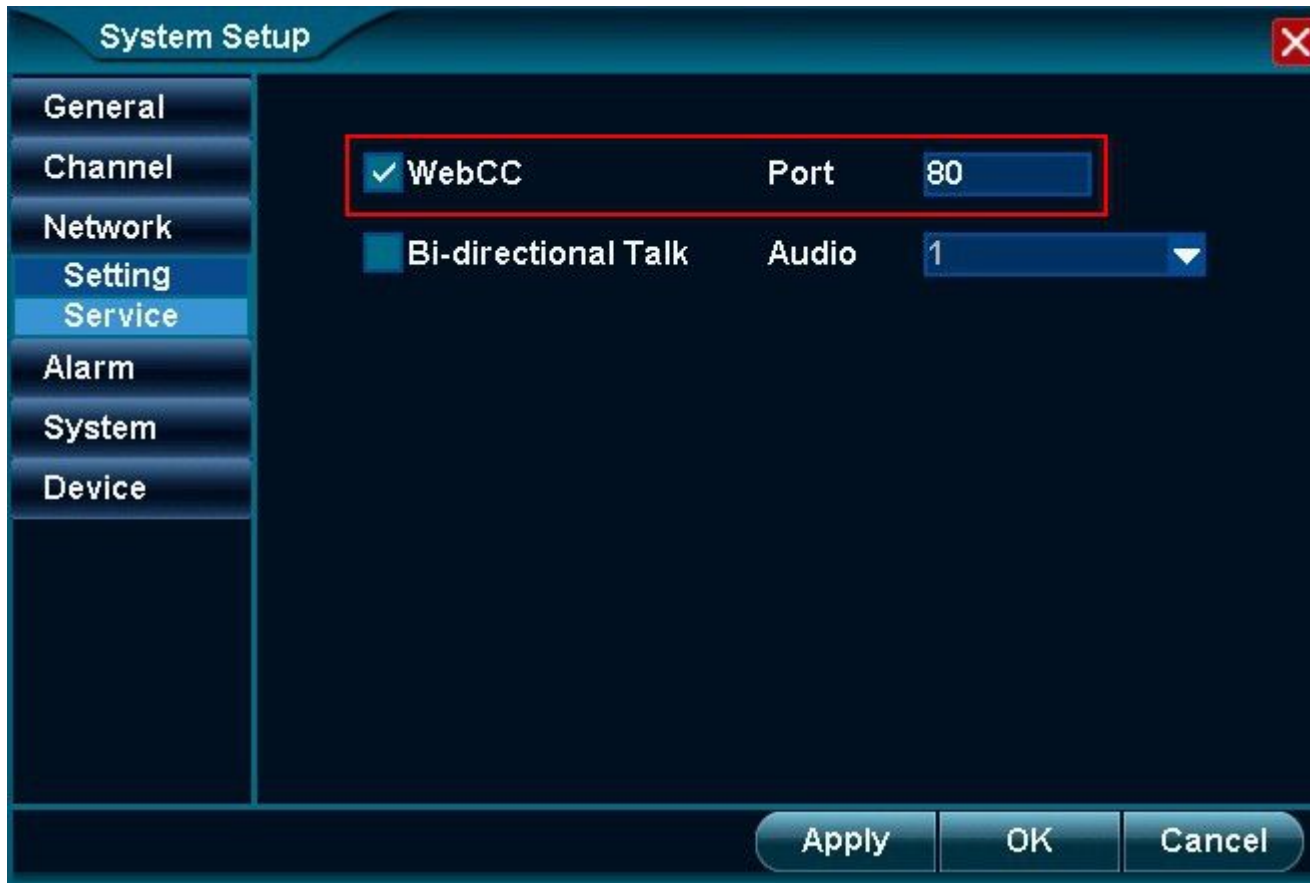 System Setup
General
Channel
Network
Setting
Service
Alarm
System
Device
WebCC Port 80
Bi-directional Talk Audio 1
Apply OK Cancel